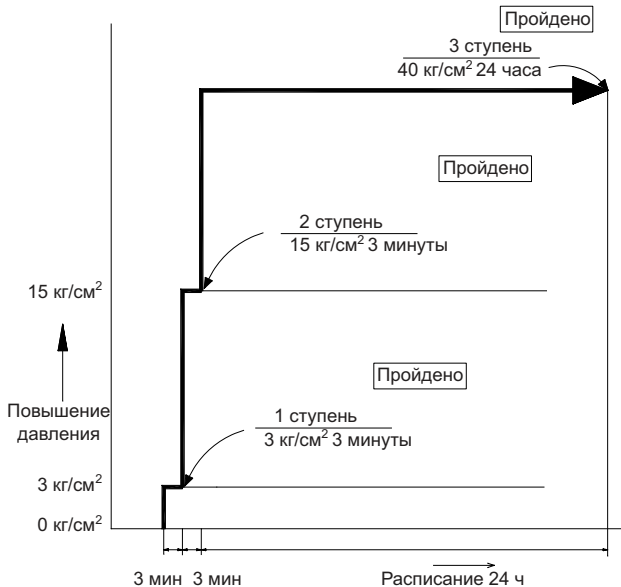 Пройдено
3 ступень
40 кг/см² 24 часа
Пройдено
2 ступень
15 кг/см² 3 минуты
15 кг/см²
Пройдено
Повышение
давления
1 ступень
3 кг/см² 3 минуты
3 кг/см²
0 кг/см²
3 мин 3 мин Расписание 24 ч